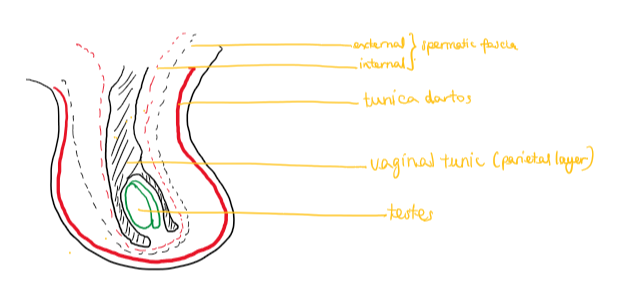 external } spermatic fascia
internal
tunica dartos
vaginal tunic (parietal layer)
testes